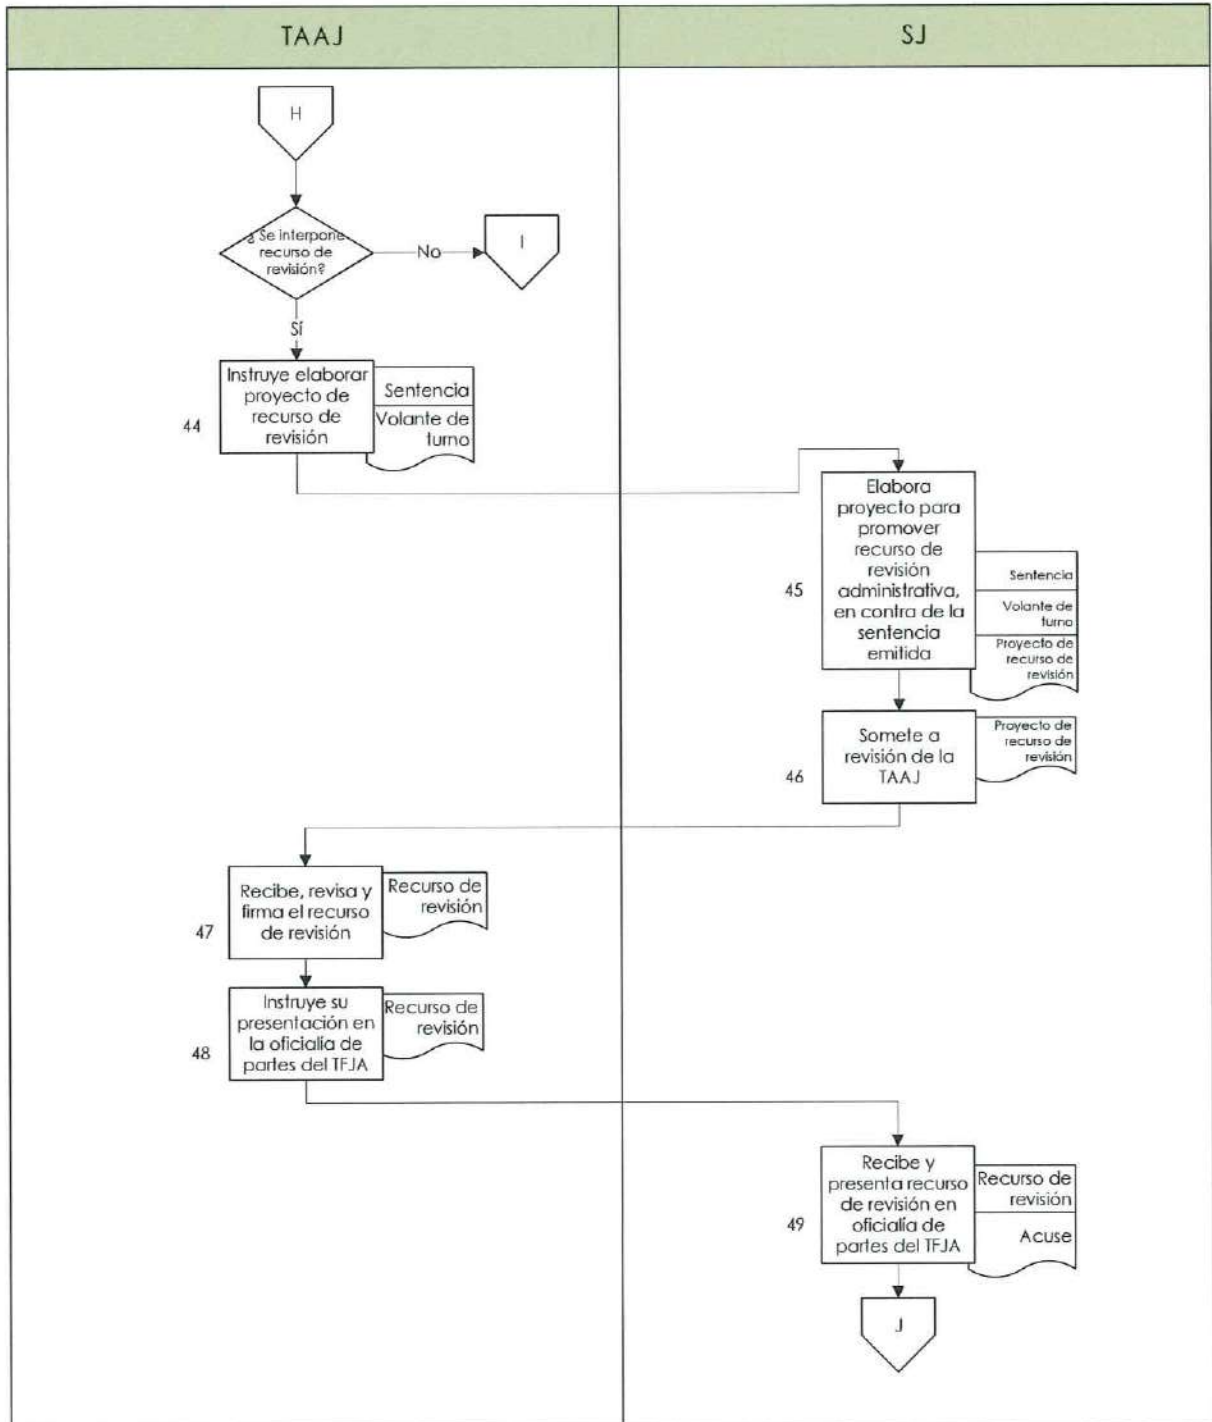 TAAJ
SJ
H
¿Se interpone
recurso de
revisión?
No
I
Sí
Instruye elaborar
proyecto de
recurso de
revisión
Sentencia
Volante de
turno
44
Elabora
proyecto para
promover
recurso de
revisión
administrativa,
en contra de la
sentencia
emitida
Sentencia
Volante de
turno
Proyecto de
recurso de
revisión
45
Somete a
revisión de la
TAAJ
Proyecto de
recurso de
revisión
46
Recibe, revisa y
firma el recurso
de revisión
Recurso de
revisión
47
Instruye su
presentación en
la oficialía de
partes del TFJA
Recurso de
revisión
48
Recibe y
presenta recurso
de revisión en
oficialía de
partes del TFJA
Recurso de
revisión
Acuse
49
J